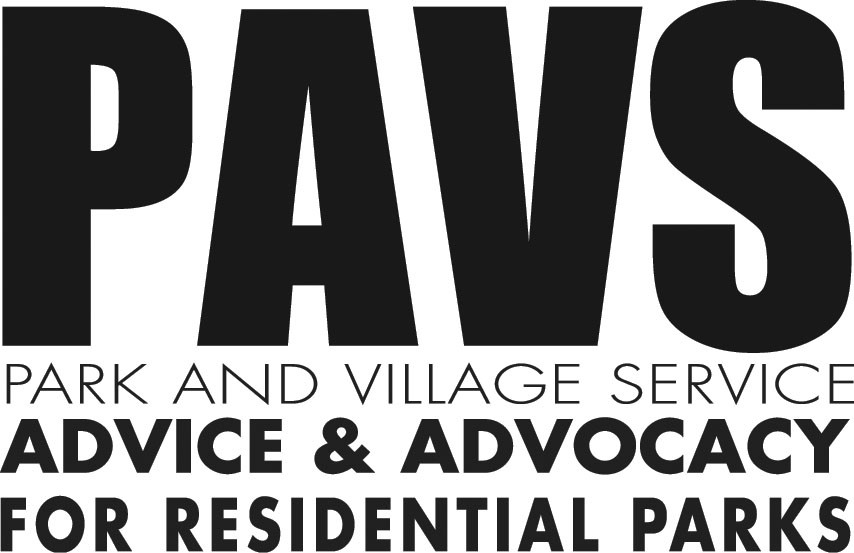 PAVS
PARK AND VILLAGE SERVICE
ADVICE & ADVOCACY
FOR RESIDENTIAL PARKS